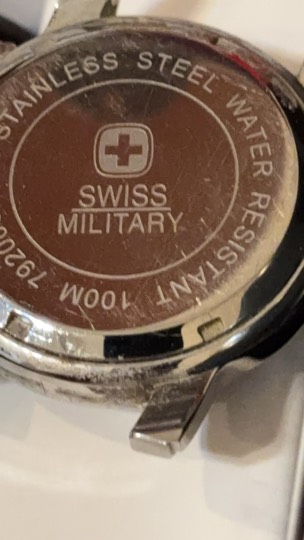 STAINLESS STEEL WATER RESISTANT 100M
SWISS
MILITARY